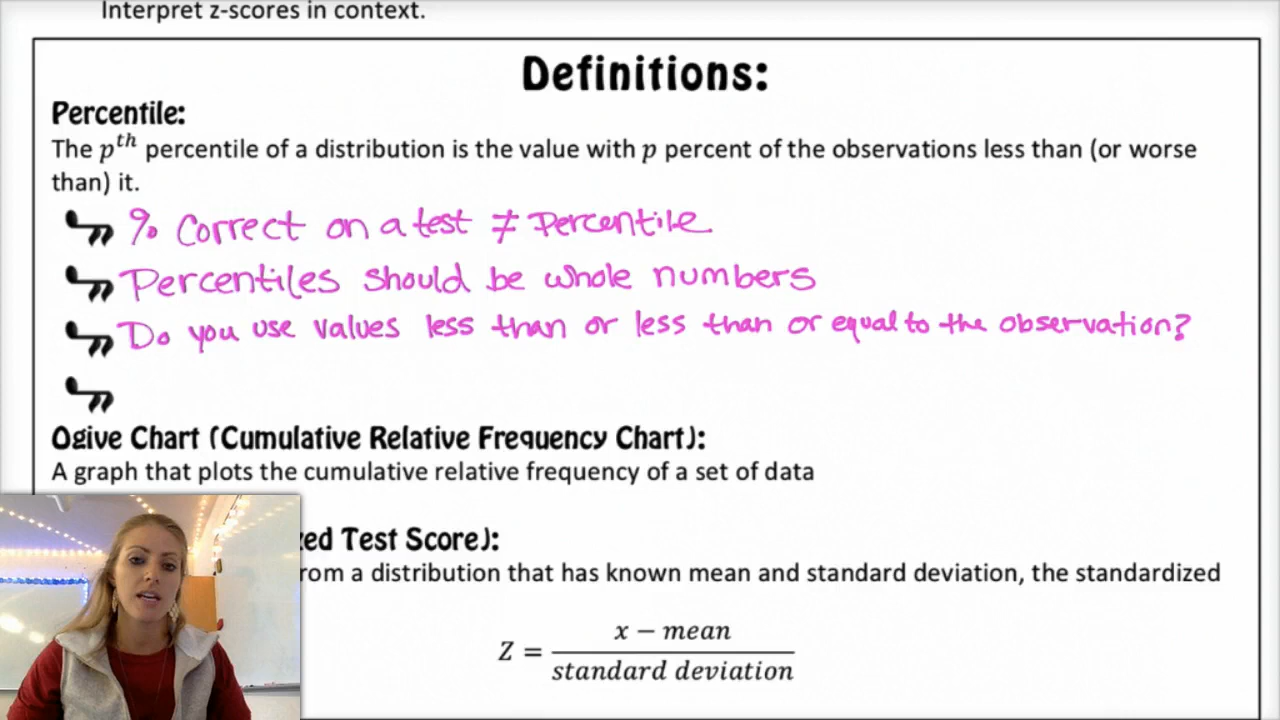 Interpret z-scores in context.
Definitions:
Percentile:
The pth percentile of a distribution is the value with p percent of the observations less than (or worse
than) it.
% Correct on a test ≠ Percentile
Percentiles should be whole numbers
Do you use values less than or less than or equal to the observation?
Ogive Chart (Cumulative Relative Frequency Chart):
A graph that plots the cumulative relative frequency of a set of data
Test Score):
from a distribution that has known mean and standard deviation, the standardized
Z = x − mean
standard deviation